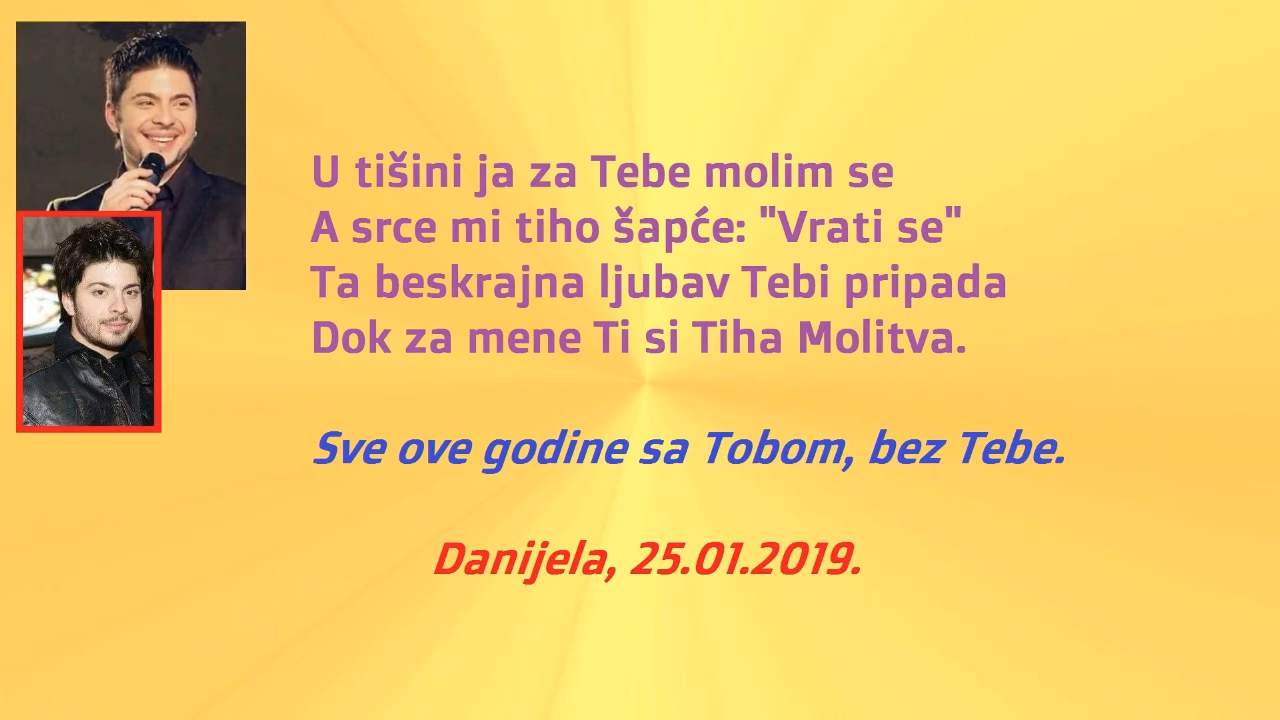 U tišini ja za Tebe molim se
A srce mi tiho šapće: "Vrati se"
Ta beskrajna ljubav Tebi pripada
Dok za mene Ti si Tiha Molitva.
Sve ove godine sa Tobom, bez Tebe.
Danijela, 25.01.2019.